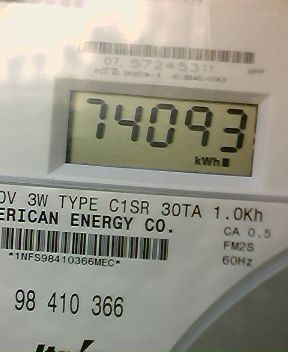 07. 57245311
74093
kWh
0V 3W TYPE C1SR 30TA 1.0Kh
ERICAN ENERGY CO.
CA 0.5
FM2S
*1NFS98410366MEC*
60Hz
98 410 366